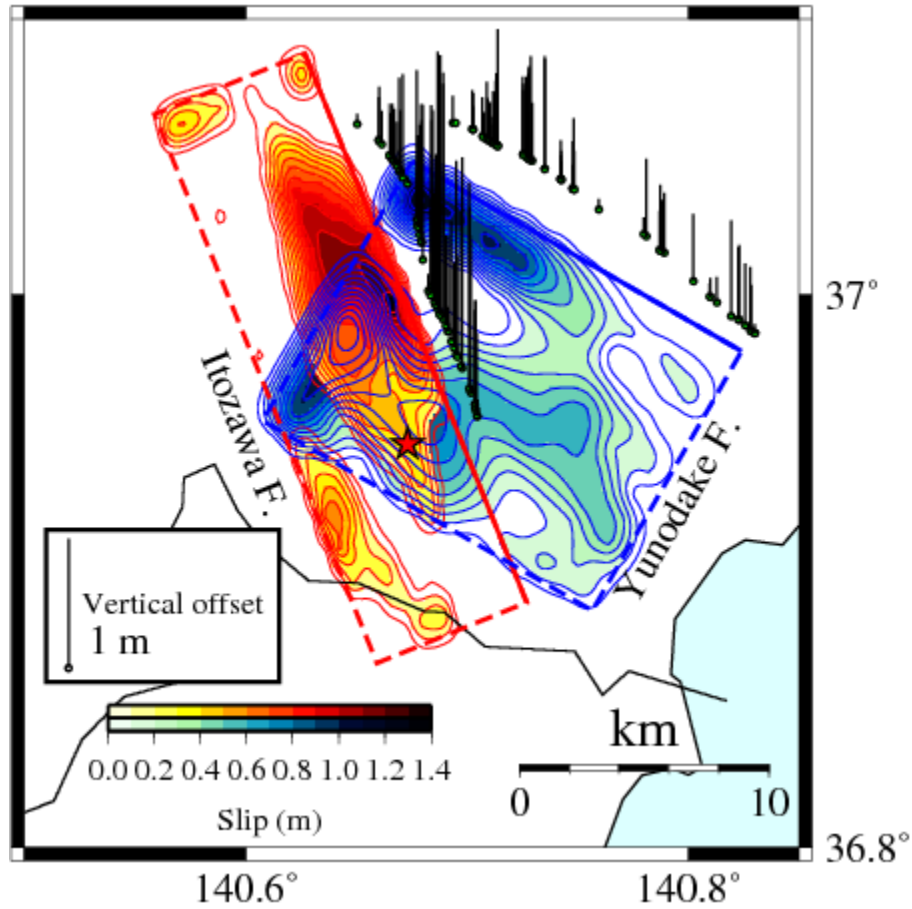 37°
Itozawa F.
Yunodake F.
Vertical offset
1 m
0.0 0.2 0.4 0.6 0.8 1.0 1.2 1.4
Slip (m)
km
0 10
36.8°
140.6° 140.8°